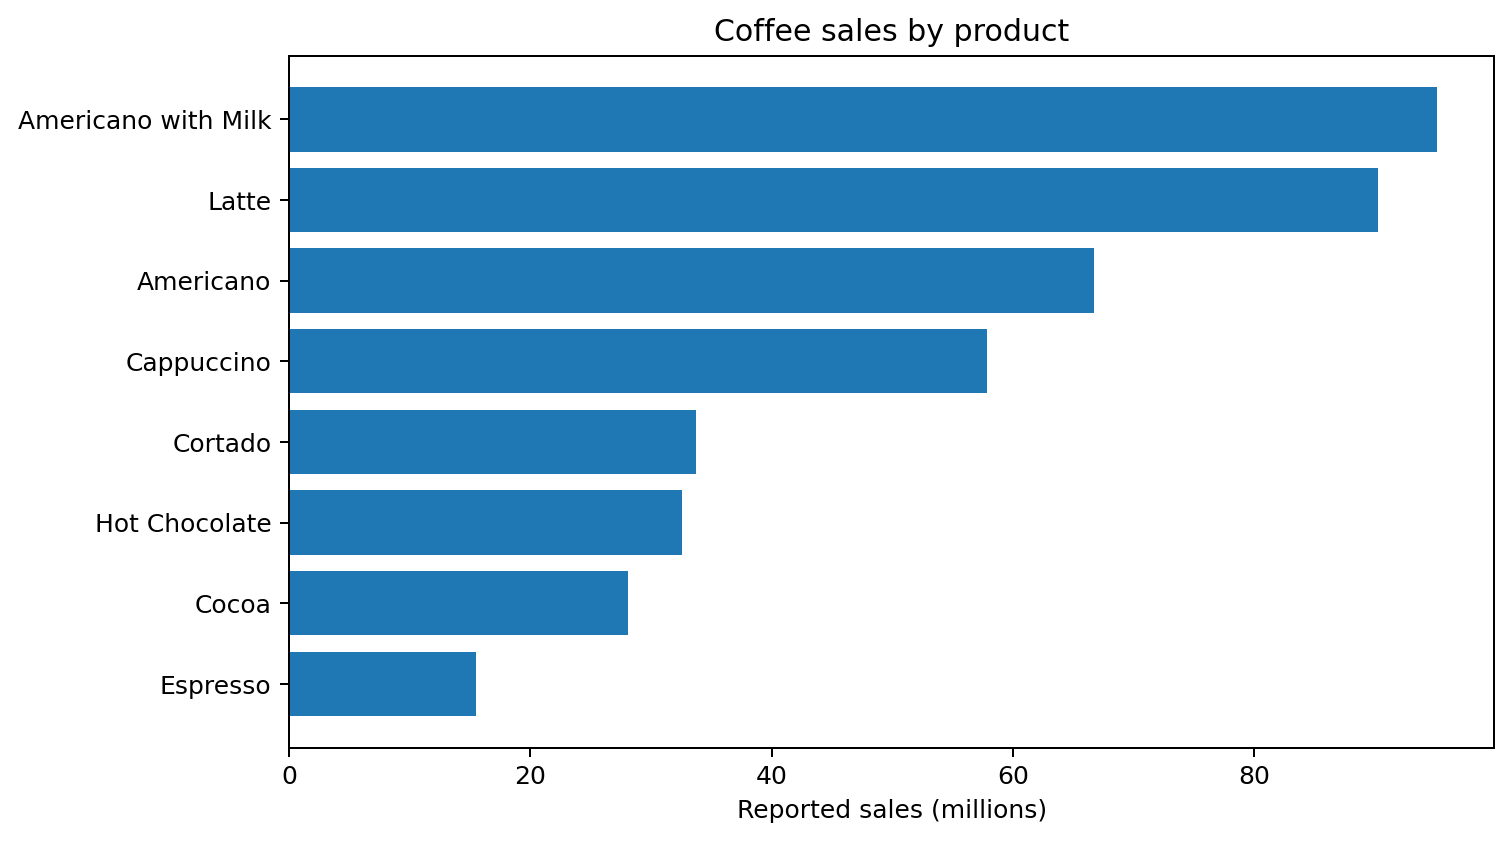 Coffee sales by product
Americano with Milk
Latte
Americano
Cappuccino
Cortado
Hot Chocolate
Cocoa
Espresso
0 20 40 60 80
Reported sales (millions)